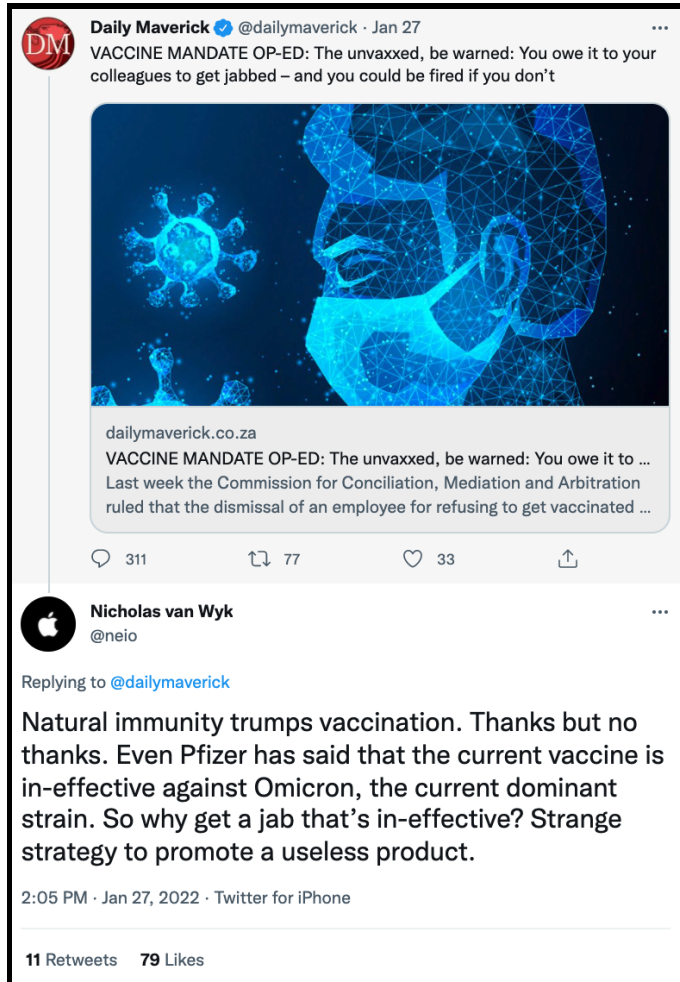 DM
Daily Maverick @dailymaverick · Jan 27
VACCINE MANDATE OP-ED: The unvaxxed, be warned: You owe it to your
colleagues to get jabbed – and you could be fired if you don’t
dailymaverick.co.za
VACCINE MANDATE OP-ED: The unvaxxed, be warned: You owe it to ...
Last week the Commission for Conciliation, Mediation and Arbitration
ruled that the dismissal of an employee for refusing to get vaccinated ...
311 77 33
Nicholas van Wyk
@neio
Replying to @dailymaverick
Natural immunity trumps vaccination. Thanks but no
thanks. Even Pfizer has said that the current vaccine is
in-effective against Omicron, the current dominant
strain. So why get a jab that’s in-effective? Strange
strategy to promote a useless product.
2:05 PM · Jan 27, 2022 · Twitter for iPhone
11 Retweets 79 Likes